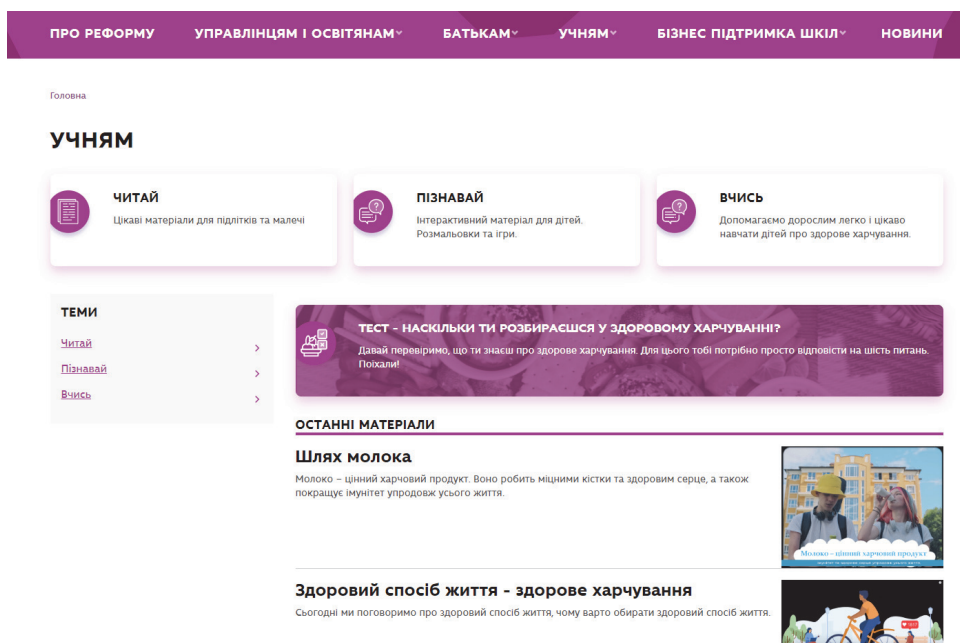 ПРО РЕФОРМУ УПРАВЛІНЦЯМ І ОСВІТЯНАМ БАТЬКАМ УЧНЯМ БІЗНЕС ПІДТРИМКА ШКІЛ НОВИНИ
Головна
УЧНЯМ
ЧИТАЙ
Цікаві матеріали для підлітків та малечі
ПІЗНАВАЙ
Інтерактивний матеріал для дітей.
Розмальовки та ігри.
ВЧИСЬ
Допомагаємо дорослим легко і цікаво
навчати дітей про здорове харчування.
ТЕМИ
Читай
Пізнавай
Вчись
ТЕСТ - НАСКІЛЬКИ ТИ РОЗБИРАЄШСЯ У ЗДОРОВОМУ ХАРЧУВАННІ?
Давай перевіримо, що ти знаєш про здорове харчування. Для цього тобі потрібно просто відповісти на шість питань.
Поїхали!
ОСТАННІ МАТЕРІАЛИ
Шлях молока
Молоко – цінний харчовий продукт. Воно робить міцними кістки та здоровим серце, а також
покращує імунітет упродовж усього життя.
Молоко – цінний харчовий продукт
Здоровий спосіб життя - здорове харчування
Сьогодні ми поговоримо про здоровий спосіб життя, чому варто обирати здоровий спосіб життя.